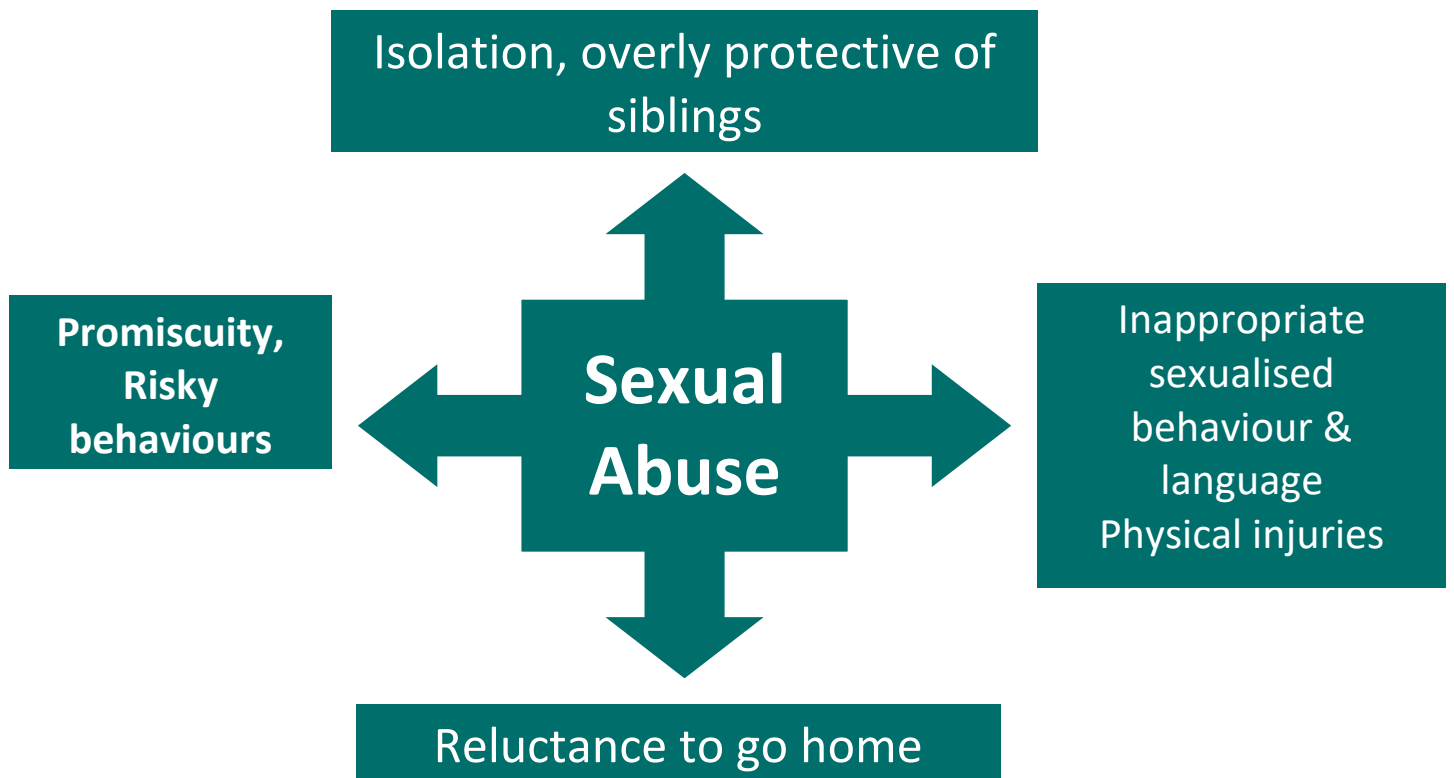 Isolation, overly protective of
siblings
Promiscuity,
Risky
behaviours
Sexual
Abuse
Inappropriate
sexualised
behaviour &
language
Physical injuries
Reluctance to go home